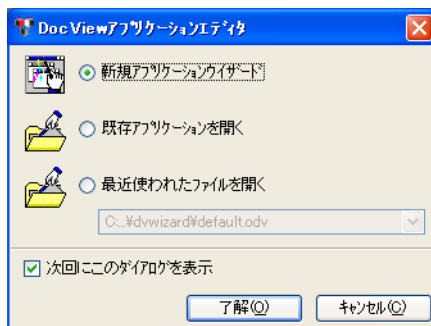 DocViewアプリケーションエディタ
新規アプリケーションウイザード
既存アプリケーションを開く
最近使われたファイルを開く
C:...¥dvwizard¥default.odv
次回にこのダイアログを表示
了解(O) キャンセル(C)